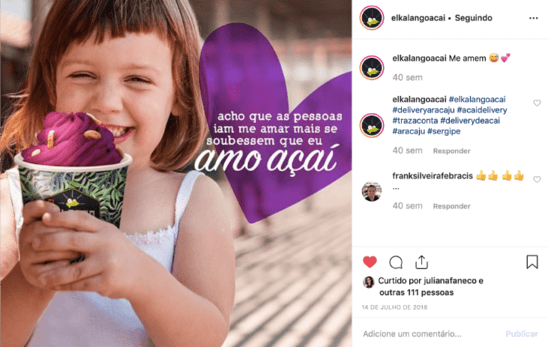 acho que as pessoas
iam me amar mais se
soubessem que eu
amo açaí
elkalangoacai • Seguindo
elkalangoacai Me amem 😅 💕
40 sem
elkalangoacai #elkalangoacai
#deliveryaracaju #acaidelivery
#trazaconta #deliverydeacai
#aracaju #sergipe
40 sem Responder
franksilveirafebracis 👍 👍 👍 👍
...
40 sem Responder
Curtido por julianafaneco e
outras 111 pessoas
14 DE JULHO DE 2019
Adicione um comentário...
Publicar